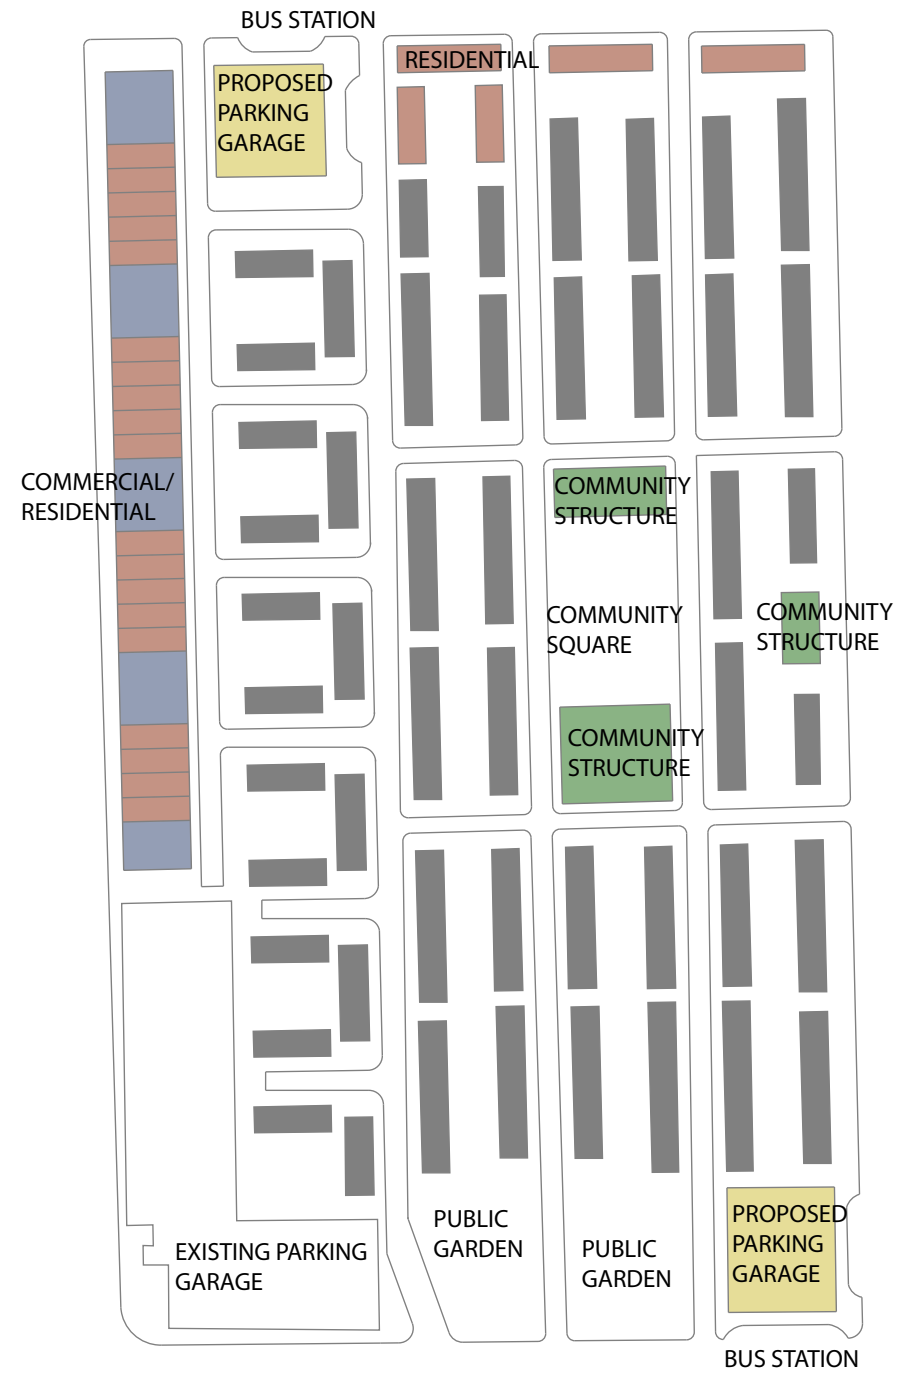 BUS STATION
RESIDENTIAL
PROPOSED
PARKING
GARAGE
COMMERCIAL/
RESIDENTIAL
COMMUNITY
STRUCTURE
COMMUNITY
SQUARE
COMMUNITY
STRUCTURE
COMMUNITY
STRUCTURE
PUBLIC
GARDEN
PUBLIC
GARDEN
EXISTING PARKING
GARAGE
PROPOSED
PARKING
GARAGE
BUS STATION